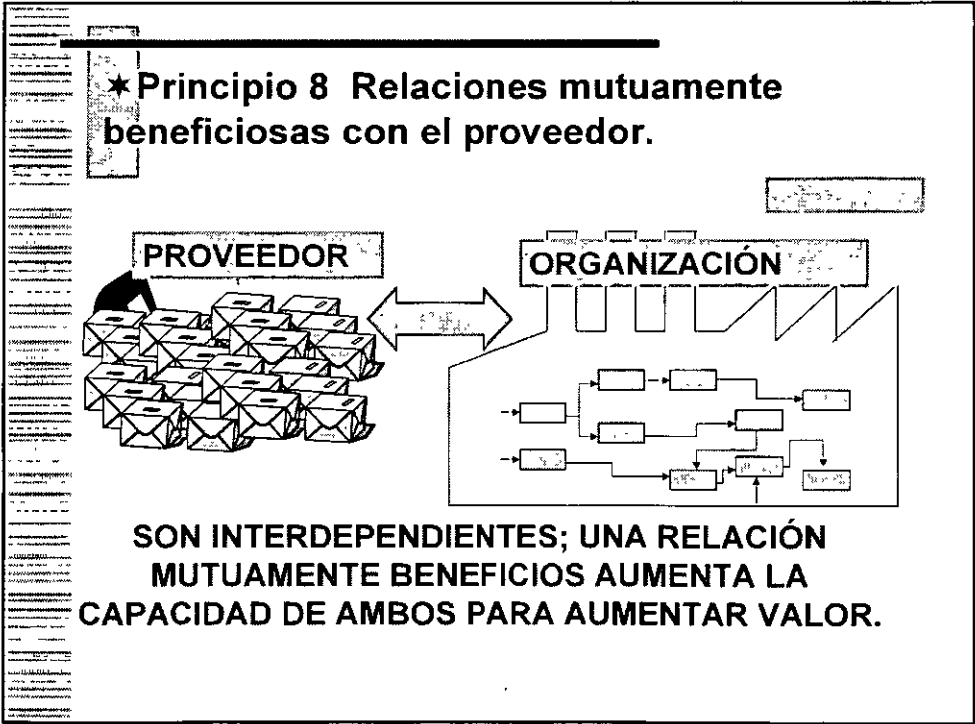 ✶Principio 8 Relaciones mutuamente
beneficiosas con el proveedor.
PROVEEDOR
ORGANIZACIÓN
SON INTERDEPENDIENTES; UNA RELACIÓN
MUTUAMENTE BENEFICIOS AUMENTA LA
CAPACIDAD DE AMBOS PARA AUMENTAR VALOR.